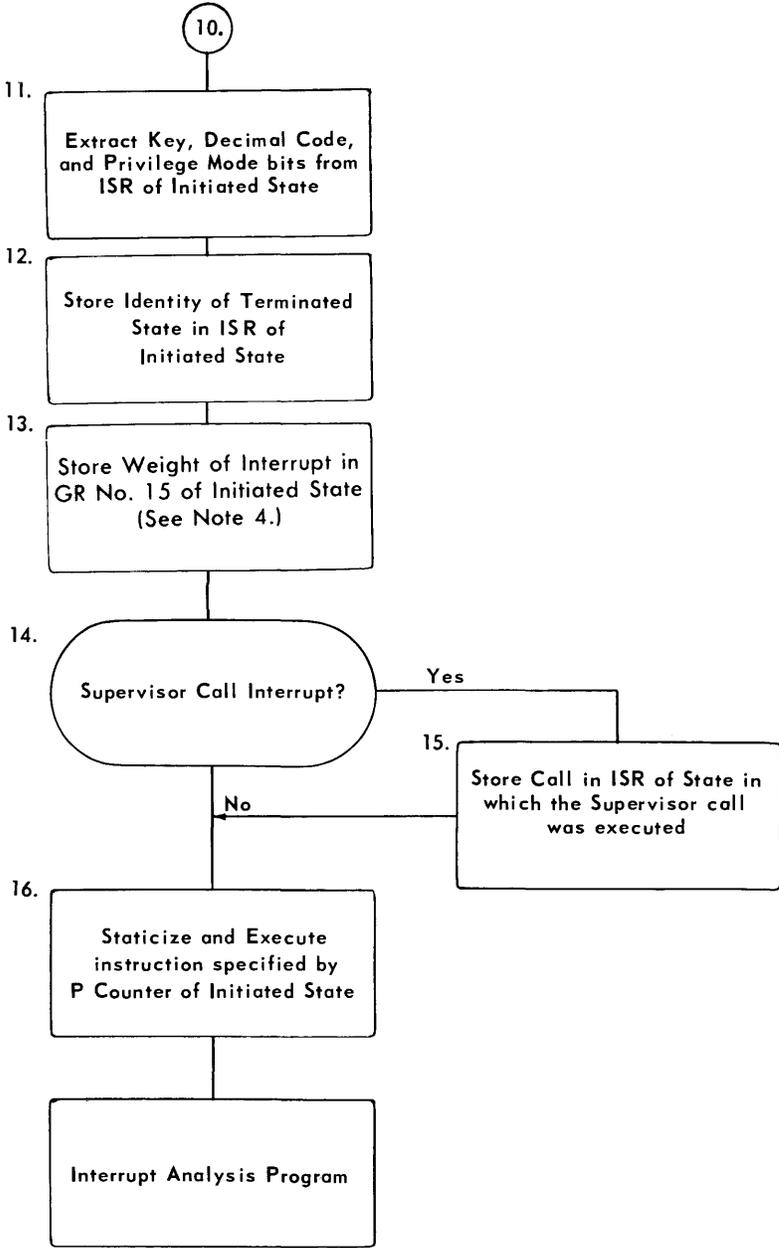 10.
11.
Extract Key, Decimal Code,
and Privilege Mode bits from
ISR of Initiated State
12.
Store Identity of Terminated
State in ISR of
Initiated State
13.
Store Weight of Interrupt in
GR No. 15 of Initiated State
(See Note 4.)
14.
Supervisor Call Interrupt?
Yes
15.
Store Call in ISR of State in
which the Supervisor call
was executed
No
16.
Staticize and Execute
instruction specified by
P Counter of Initiated State
Interrupt Analysis Program